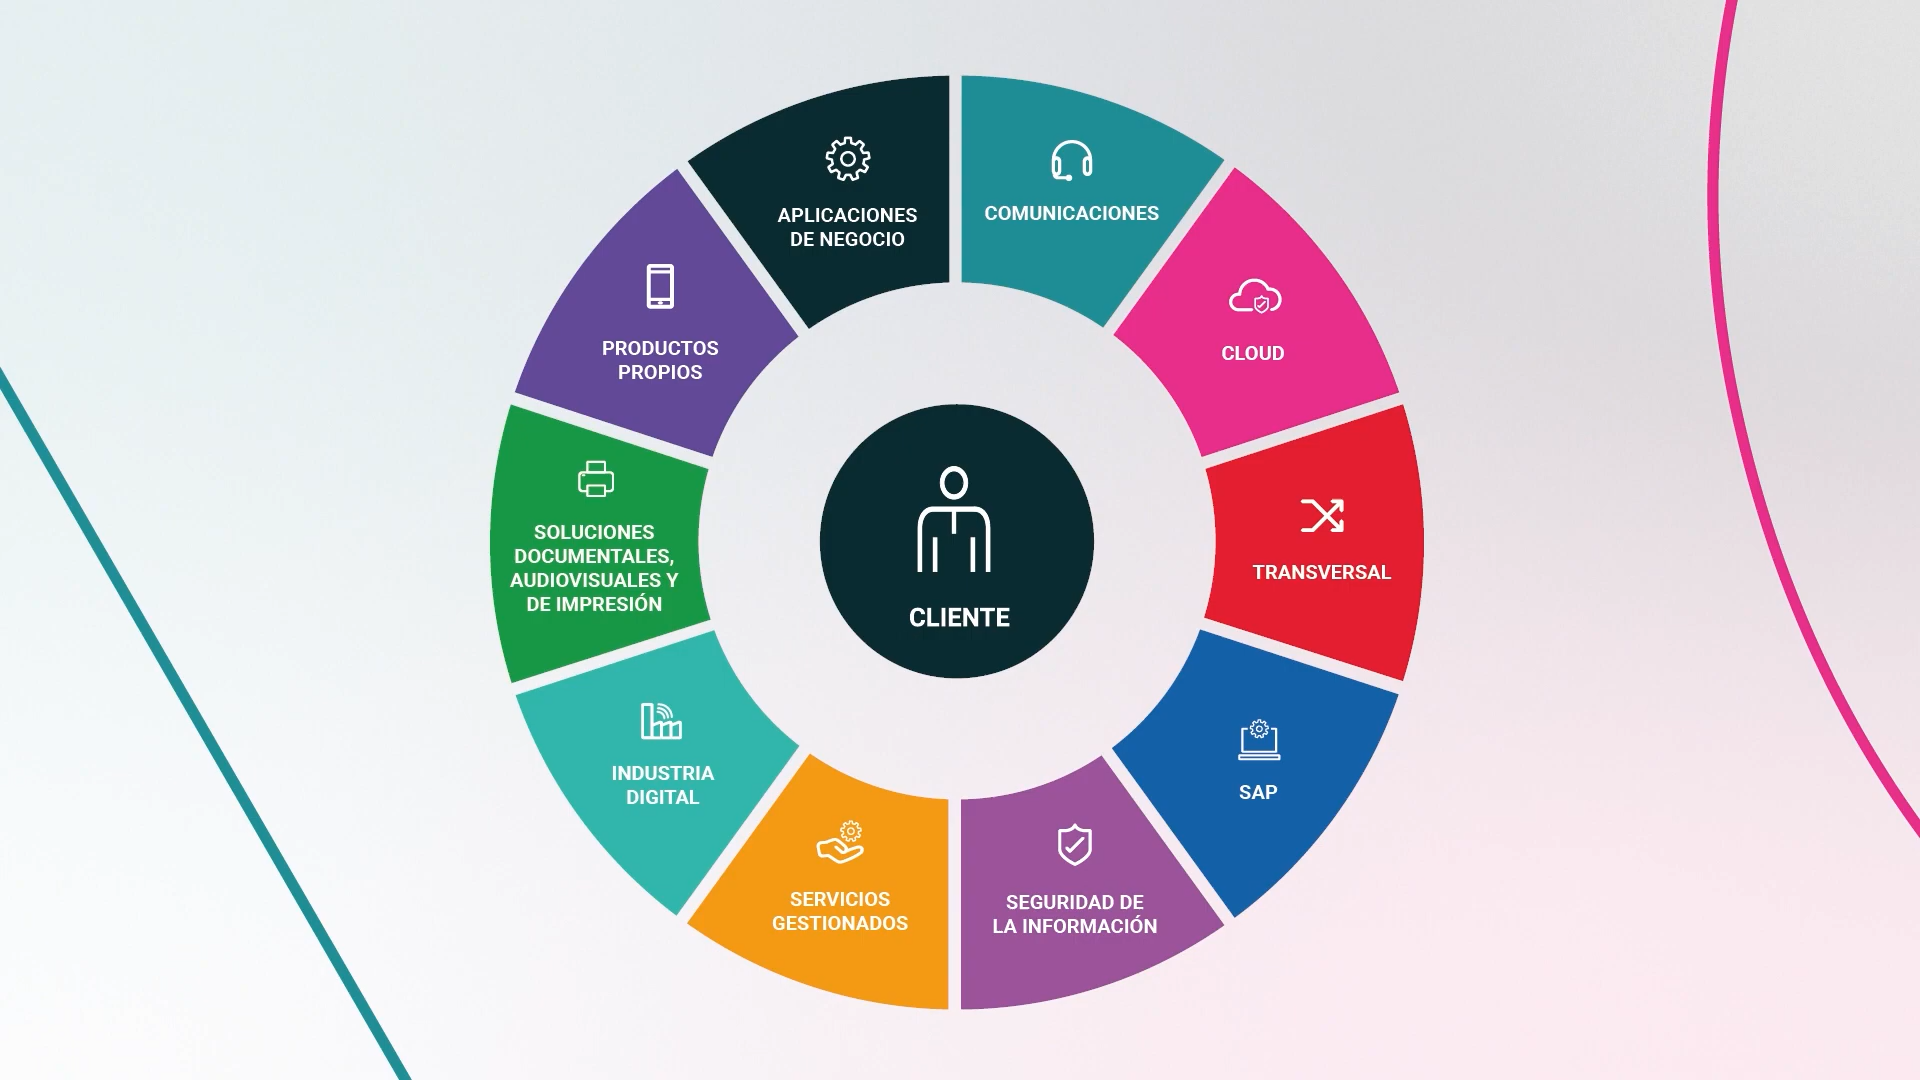 APLICACIONES
DE NEGOCIO
COMUNICACIONES
CLOUD
TRANSVERSAL
SAP
SEGURIDAD DE
LA INFORMACIÓN
SERVICIOS
GESTIONADOS
INDUSTRIA
DIGITAL
SOLUCIONES
DOCUMENTALES,
AUDIOVISUALES Y
DE IMPRESIÓN
PRODUCTOS
PROPIOS
CLIENTE